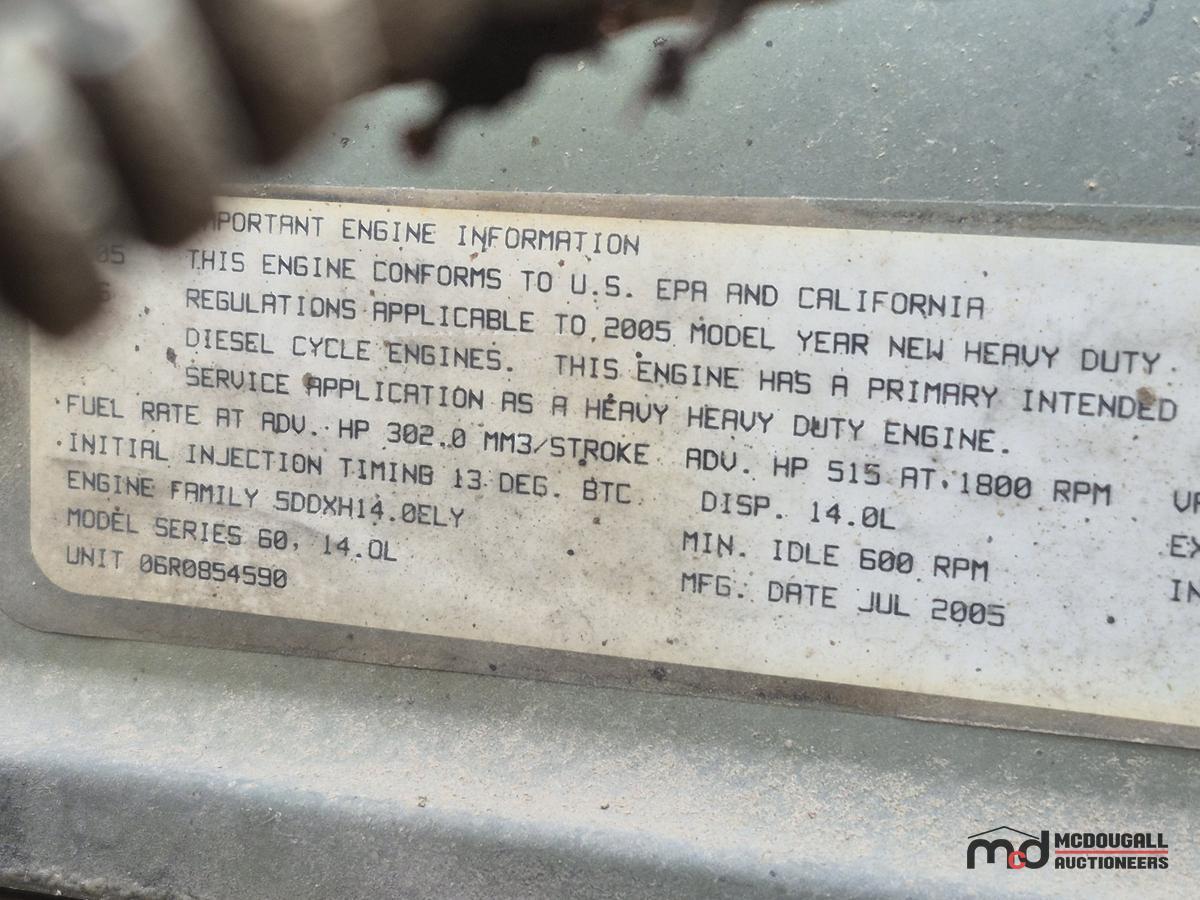 IMPORTANT ENGINE INFORMATION
05 THIS ENGINE CONFORMS TO U.S. EPA AND CALIFORNIA
REGULATIONS APPLICABLE TO 2005 MODEL YEAR NEW HEAVY DUTY
DIESEL CYCLE ENGINES. THIS ENGINE HAS A PRIMARY INTENDED
SERVICE APPLICATION AS A HEAVY HEAVY DUTY ENGINE.
FUEL RATE AT ADV. HP 302.0 MM3/STROKE ADV. HP 515 AT 1800 RPM
INITIAL INJECTION TIMING 13 DEG. BTC DISP. 14.0L
ENGINE FAMILY 5DDXH14.0ELY MIN. IDLE 600 RPM
MODEL SERIES 60, 14.0L MFG. DATE JUL 2005
UNIT 06R0854590
mcd MCDOUGALL
AUCTIONEERS